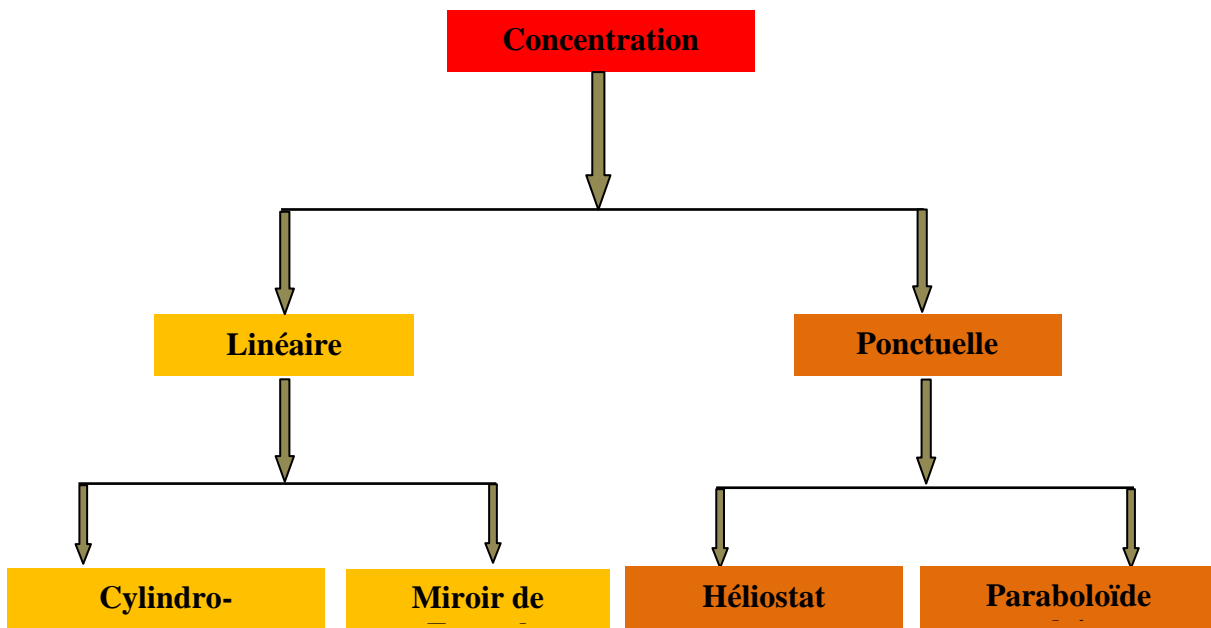 Concentration
Linéaire
Ponctuelle
Cylindro-
Miroir de
Héliostat
Paraboloïde